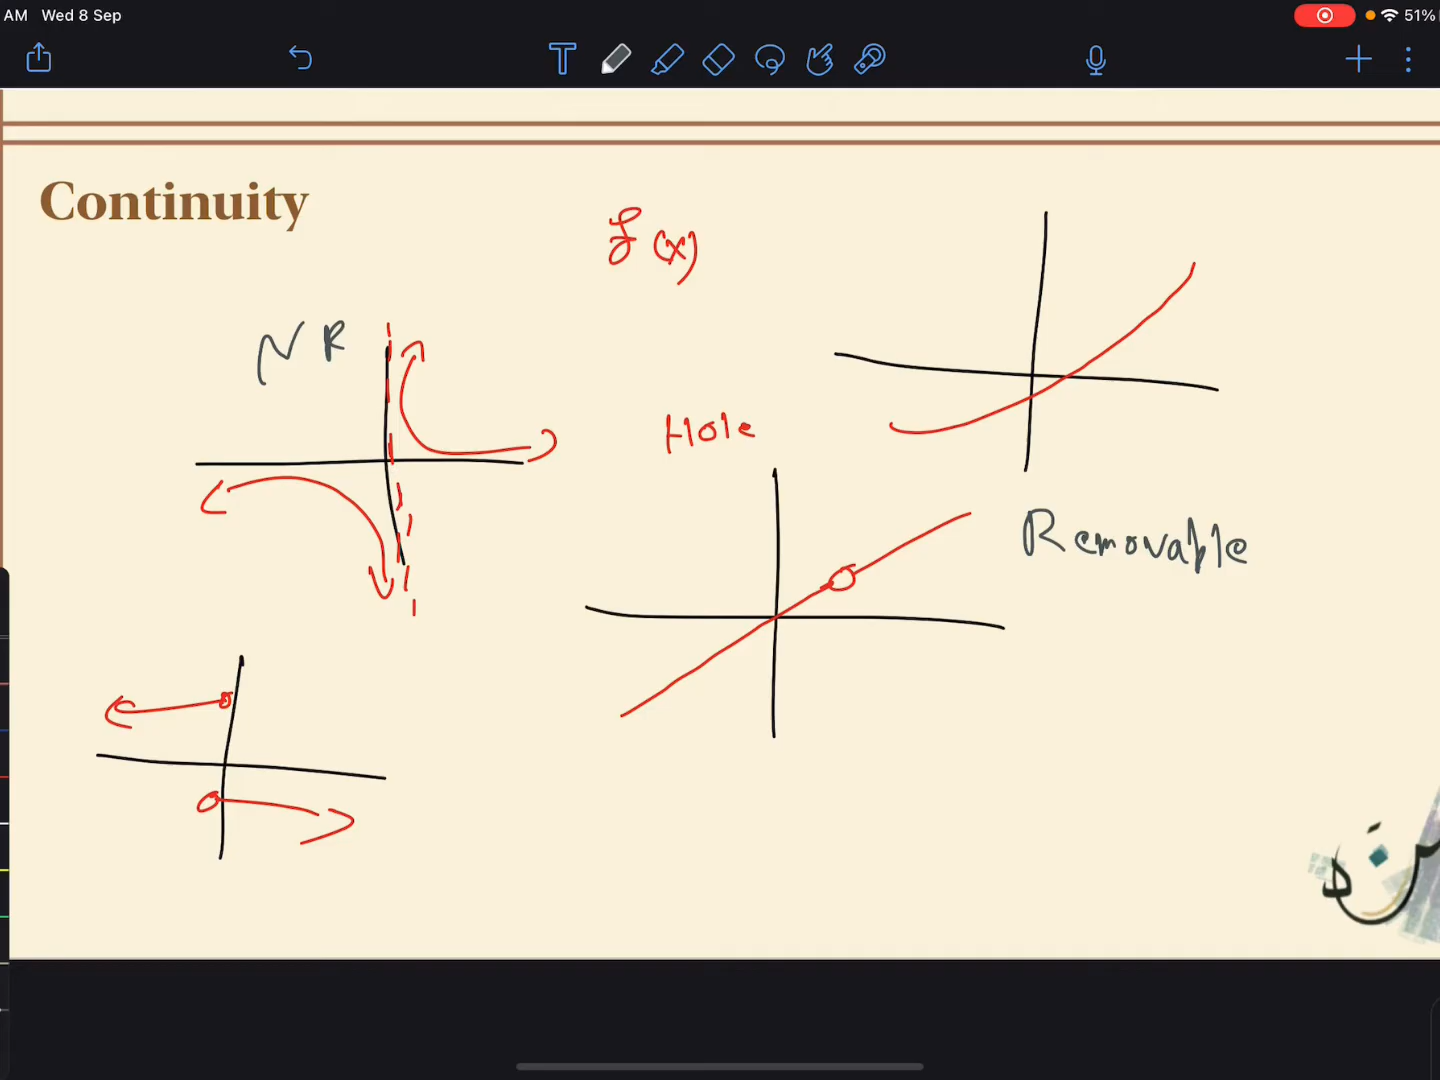 AM Wed 8 Sep
51%
Continuity
f(x)
NR
Hole
Removable